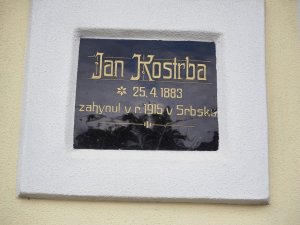 Jan Kostrba
* 25.4.1883
zahynul v r. 1915 v Srbsku